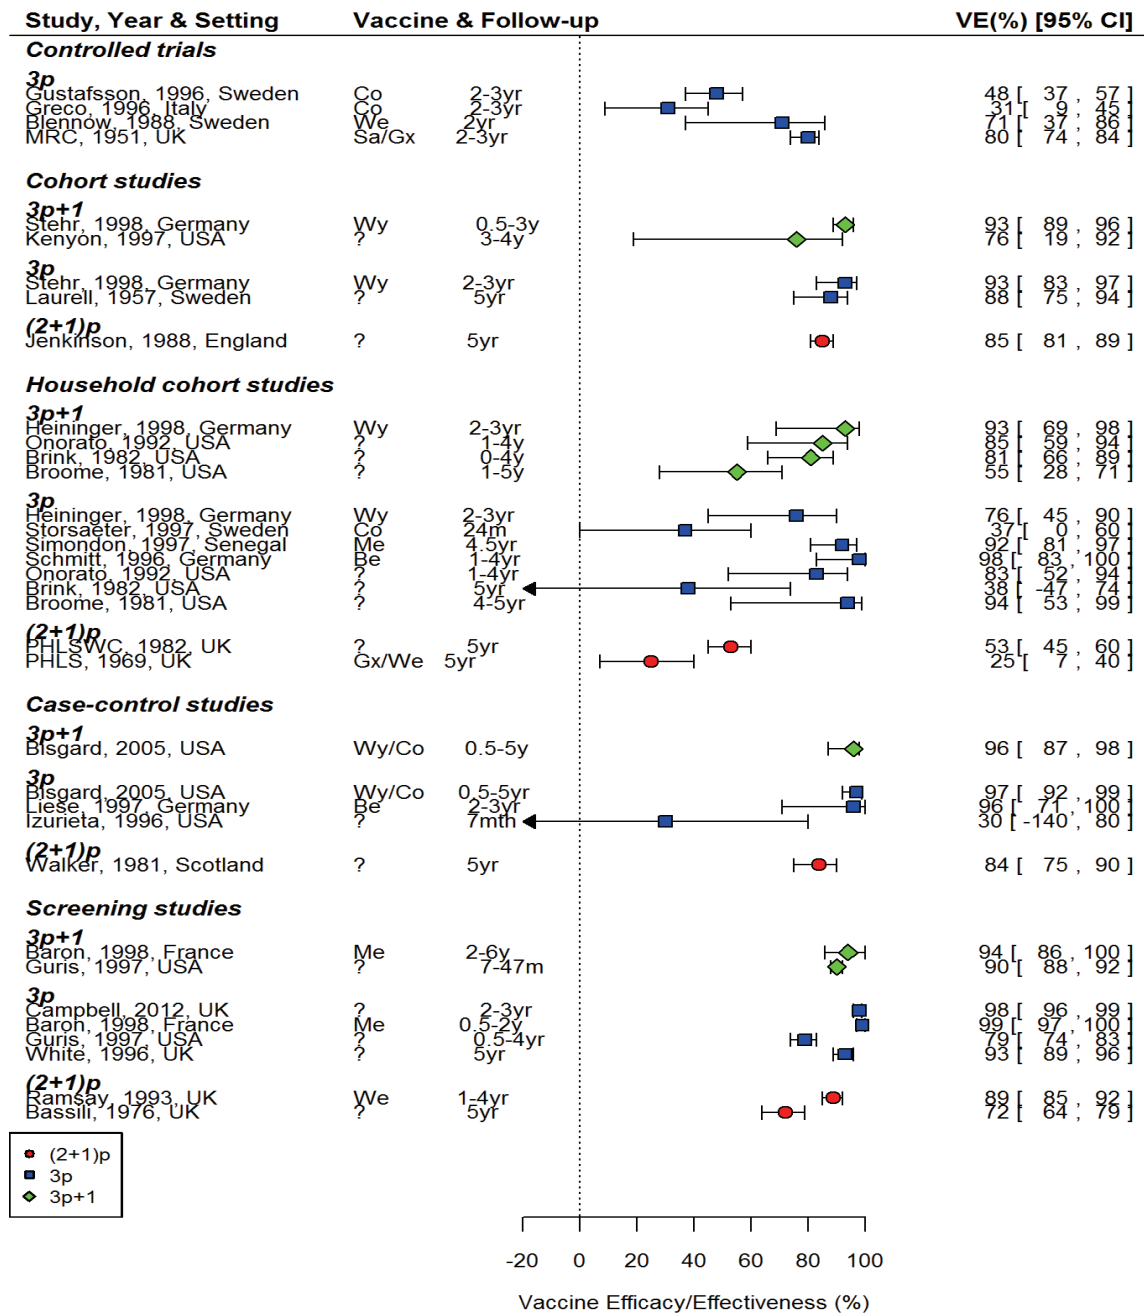 Study, Year & Setting Vaccine & Follow-up VE(%) [95% CI]
Controlled trials
3p
Gustafsson, 1996, Sweden Co 2-3yr 48 [ 37 , 57 ]
Greco, 1996, Italy Co 2-3yr 31 [ 9 , 45 ]
Blennow, 1988, Sweden We 2yr 71 [ 37 , 86 ]
MRC, 1951, UK Sa/Gx 2-3yr 80 [ 74 , 84 ]
Cohort studies
3p+1
Stehr, 1998, Germany Wy 0.5-3y 93 [ 89 , 96 ]
Kenyon, 1997, USA ? 3-4y 76 [ 19 , 92 ]
3p
Stehr, 1998, Germany Wy 2-3yr 93 [ 83 , 97 ]
Laurell, 1957, Sweden ? 5yr 88 [ 75 , 94 ]
(2+1)p
Jenkinson, 1988, England ? 5yr 85 [ 81 , 89 ]
Household cohort studies
3p+1
Heininger, 1998, Germany Wy 2-3yr 93 [ 69 , 98 ]
Onorato, 1992, USA ? 1-4y 85 [ 59 , 94 ]
Brink, 1982, USA ? 0-4y 81 [ 66 , 89 ]
Broome, 1981, USA ? 1-5y 55 [ 28 , 71 ]
3p
Heininger, 1998, Germany Wy 2-3yr 76 [ 45 , 90 ]
Storsaeter, 1997, Sweden Co 24m 37 [ 0 , 60 ]
Simondon, 1997, Senegal Me 4.5yr 92 [ 81 , 97 ]
Schmitt, 1996, Germany Be 1-4yr 98 [ 83 , 100 ]
Onorato, 1992, USA ? 1-4yr 83 [ 52 , 94 ]
Brink, 1982, USA ? 5yr 38 [ -47 , 74 ]
Broome, 1981, USA ? 4-5yr 94 [ 53 , 99 ]
(2+1)p
PHLSWC, 1982, UK ? 5yr 53 [ 45 , 60 ]
PHLS, 1969, UK Gx/We 5yr 25 [ 7 , 40 ]
Case-control studies
3p+1
Bisgard, 2005, USA Wy/Co 0.5-5y 96 [ 87 , 98 ]
3p
Bisgard, 2005, USA Wy/Co 0.5-5yr 97 [ 92 , 99 ]
Liese, 1997, Germany Be 2-3yr 96 [ 71 , 100 ]
Izurieta, 1996, USA ? 7mth 30 [ -140 , 80 ]
(2+1)p
Walker, 1981, Scotland ? 5yr 84 [ 75 , 90 ]
Screening studies
3p+1
Baron, 1998, France Me 2-6y 94 [ 86 , 100 ]
Guris, 1997, USA ? 7-47m 90 [ 88 , 92 ]
3p
Campbell, 2012, UK ? 2-3yr 98 [ 96 , 99 ]
Baron, 1998, France Me 0.5-2y 99 [ 97 , 100 ]
Guris, 1997, USA ? 0.5-4yr 79 [ 74 , 83 ]
White, 1996, UK ? 5yr 93 [ 89 , 96 ]
(2+1)p
Ramsay, 1993, UK We 1-4yr 89 [ 85 , 92 ]
Bassili, 1976, UK ? 5yr 72 [ 64 , 79 ]
(2+1)p
3p
3p+1
-20 0 20 40 60 80 100
Vaccine Efficacy/Effectiveness (%)